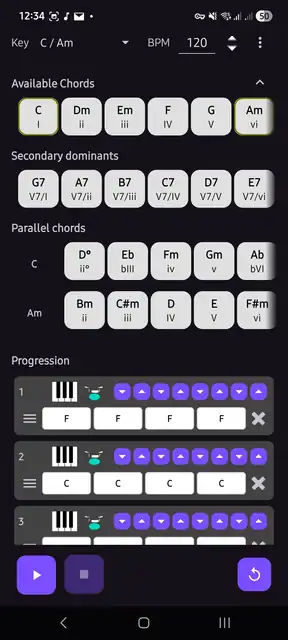 12:34 50
Key C / Am BPM 120
Available Chords
C Dm Em F G Am
I ii iii IV V vi
Secondary dominants
G7 A7 B7 C7 D7 E7
V7/I V7/ii V7/iii V7/IV V7/V V7/vi
Parallel chords
C D° Eb Fm Gm Ab
ii° bIII iv v bVI
Am Bm C#m D E F#m
ii iii IV V vi
Progression
1
F F F F
2
C C C C
3